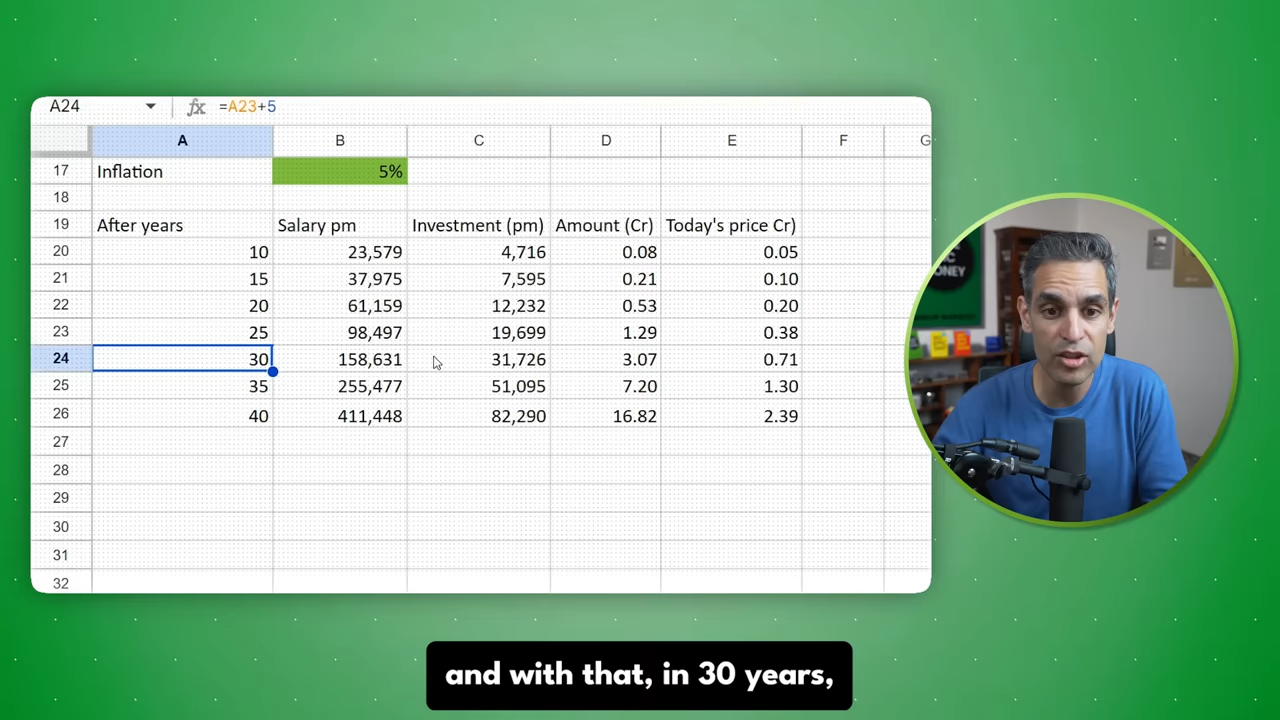 A24 fx =A23+5
A B C D E F G
17 Inflation 5%
18
19 After years Salary pm Investment (pm) Amount (Cr) Today's price Cr)
20 10 23,579 4,716 0.08 0.05
21 15 37,975 7,595 0.21 0.10
22 20 61,159 12,232 0.53 0.20
23 25 98,497 19,699 1.29 0.38
24 30 158,631 31,726 3.07 0.71
25 35 255,477 51,095 7.20 1.30
26 40 411,448 82,290 16.82 2.39
27
28
29
30
31
32
ONEY
and with that, in 30 years,